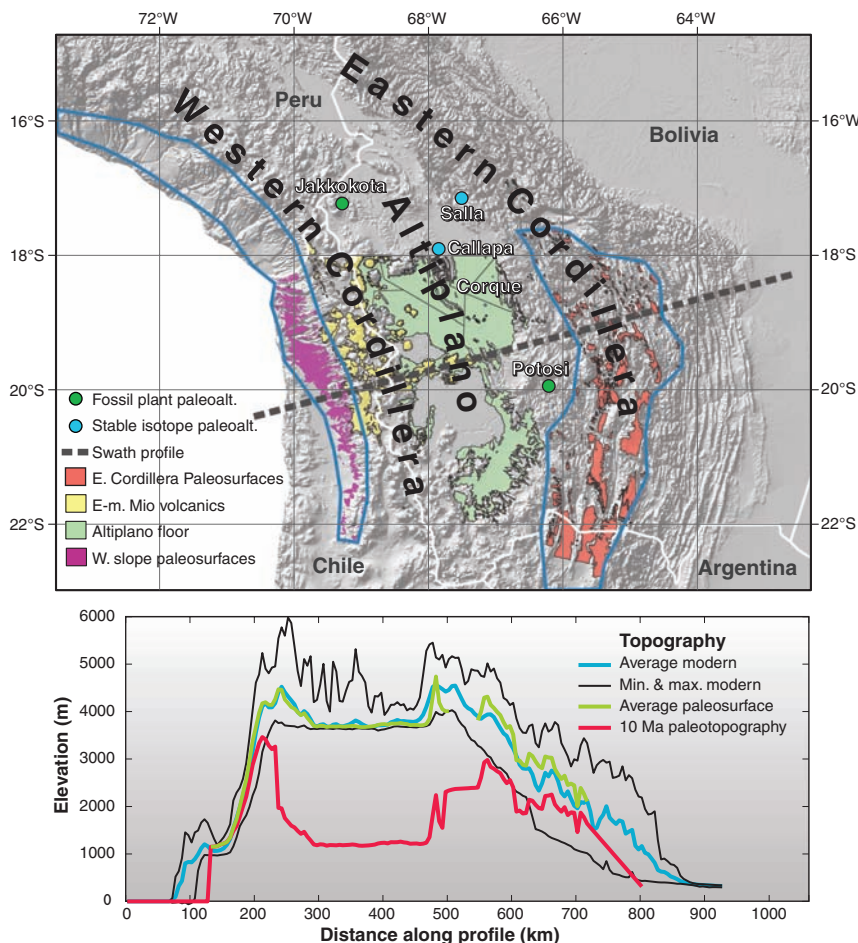 72°W 70°W 68°W 66°W 64°W
16°S 16°W
18°S 18°S
20°S 20°S
22°S 22°S
Peru
Bolivia
Chile
Argentina
Western Cordillera
Altiplano
Eastern Cordillera
Jakkokota
Salla
Callapa
Corque
Potosi
Fossil plant paleoalt.
Stable isotope paleoalt.
Swath profile
E. Cordillera Paleosurfaces
E-m. Mio volcanics
Altiplano floor
W. slope paleosurfaces
Topography
Average modern
Min. & max. modern
Average paleosurface
10 Ma paleotopography
Elevation (m)
6000
5000
4000
3000
2000
1000
0
0 100 200 300 400 500 600 700 800 900 1000
Distance along profile (km)